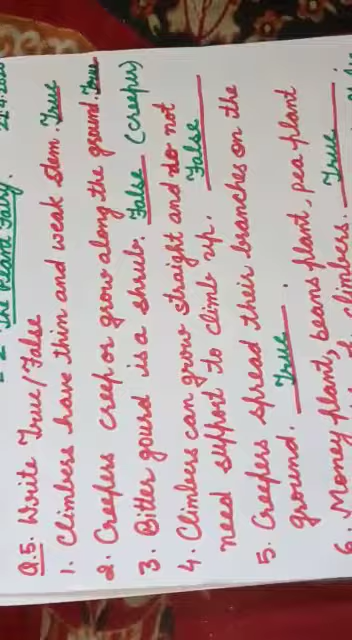 2 The Plant Fairy.
Q.5. Write True/False
1. Climbers have thin and weak stem. True
2. Creepers creep or grow along the ground. True
3. Bitter gourd is a shrub. False (creeper)
4. Climbers can grow straight and do not
need support to climb up. False
5. Creepers spread their branches on the
ground. True.
6. Money plant, beans plant, pea plant
climbers. True.